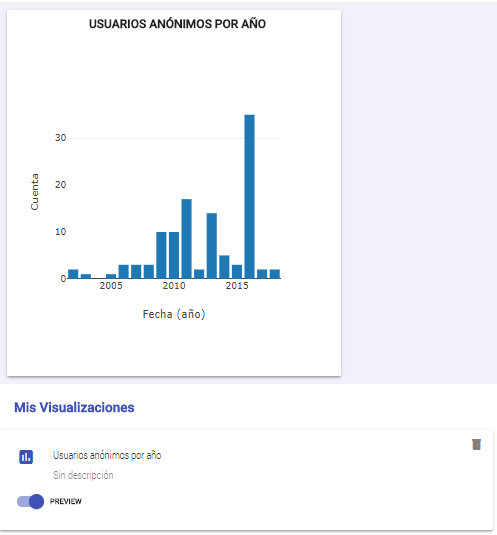 USUARIOS ANÓNIMOS POR AÑO
30
20
10
0
Cuenta
2005 2010 2015
Fecha (año)
Mis Visualizaciones
Usuarios anónimos por año
Sin descripción
PREVIEW